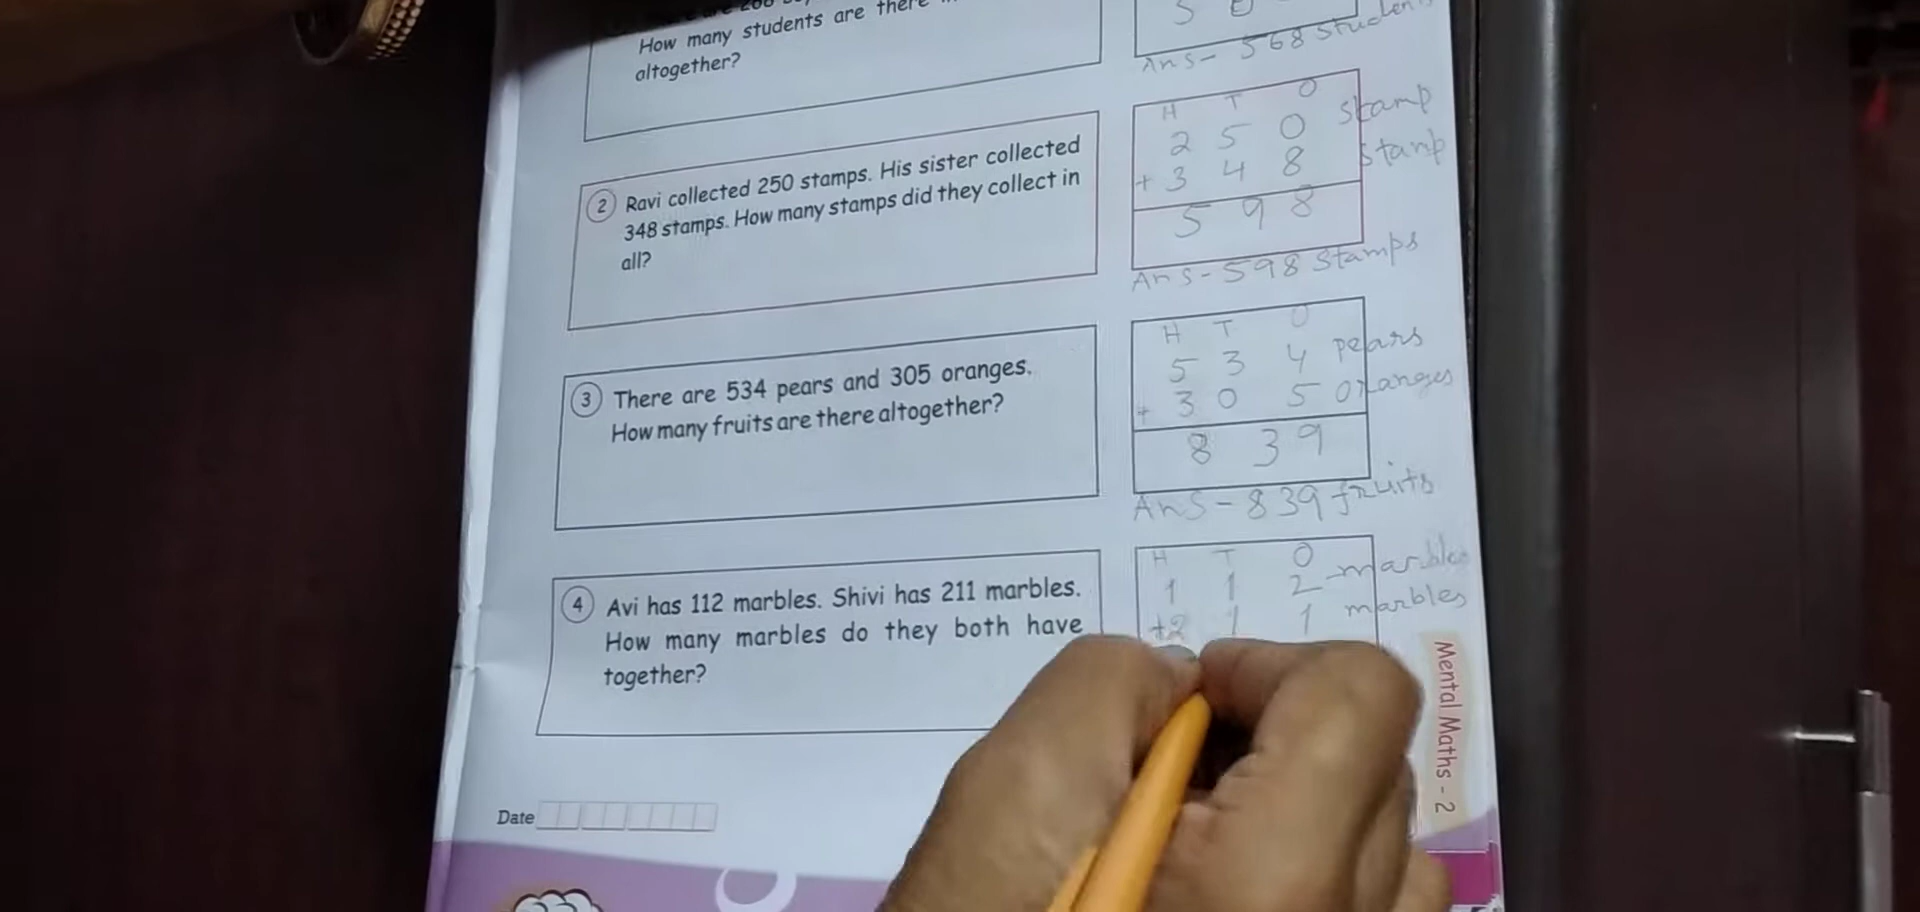 How many students are there
altogether?
Ans- 568 students
2 Ravi collected 250 stamps. His sister collected
348 stamps. How many stamps did they collect in
all?
H T O
2 5 0 stamp
+ 3 4 8 stamp
5 9 8
Ans-598 stamps
3 There are 534 pears and 305 oranges.
How many fruits are there altogether?
H T O
5 3 4 pears
+ 3 0 5 oranges
8 3 9
Ans-839 fruits
4 Avi has 112 marbles. Shivi has 211 marbles.
How many marbles do they both have
together?
H T O
1 1 2 marbles
+2 1 1 marbles
Mental Maths - 2
Date